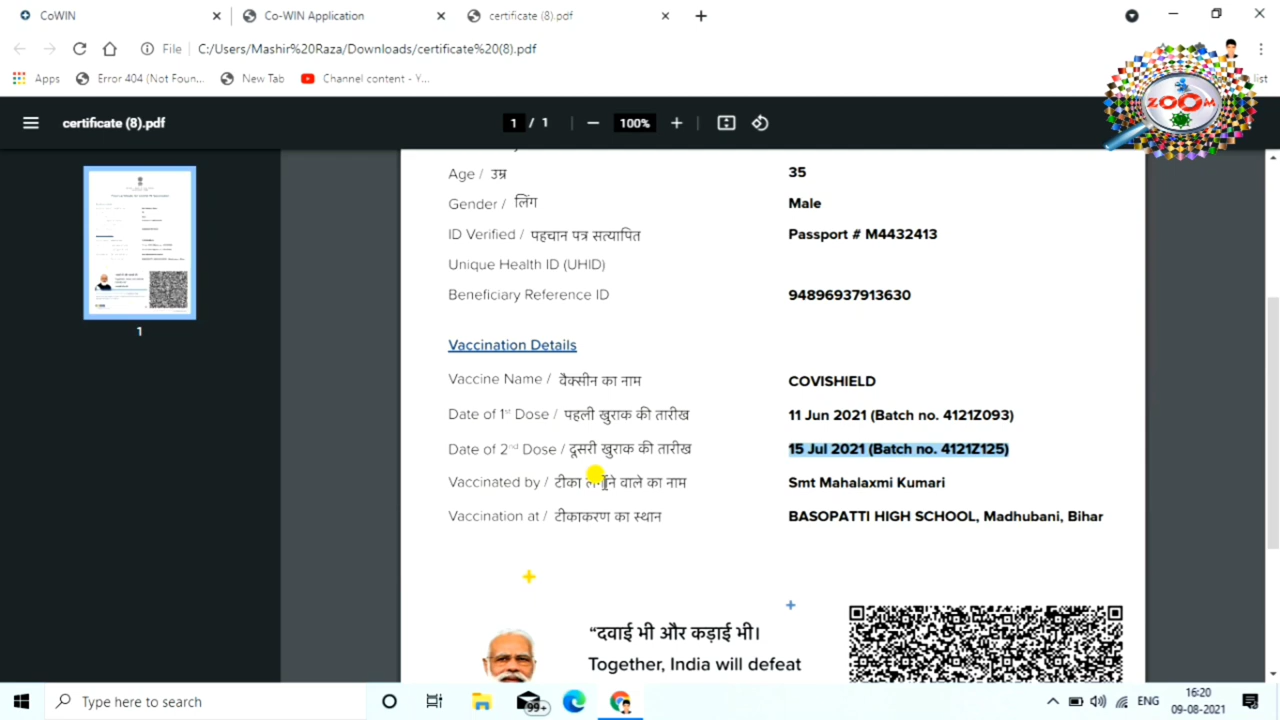 CoWIN
Co-WIN Application
certificate (8).pdf
File
C:/Users/Mashir%20Raza/Downloads/certificate%20(8).pdf
Apps
Error 404 (Not Foun...
New Tab
Channel content - Y...
list
ZOOM
certificate (8).pdf
1 / 1
100%
1
Age / उम्र 35
Gender / लिंग Male
ID Verified / पहचान पत्र सत्यापित Passport # M4432413
Unique Health ID (UHID)
Beneficiary Reference ID 94896937913630
Vaccination Details
Vaccine Name / वैक्सीन का नाम COVISHIELD
Date of 1st Dose / पहली खुराक की तारीख 11 Jun 2021 (Batch no. 4121Z093)
Date of 2nd Dose / दूसरी खुराक की तारीख 15 Jul 2021 (Batch no. 4121Z125)
Vaccinated by / टीका लगाने वाले का नाम Smt Mahalaxmi Kumari
Vaccination at / टीकाकरण का स्थान BASOPATTI HIGH SCHOOL, Madhubani, Bihar
“दवाई भी और कड़ाई भी।
Together, India will defeat
Type here to search
99+
ENG
16:20
09-08-2021